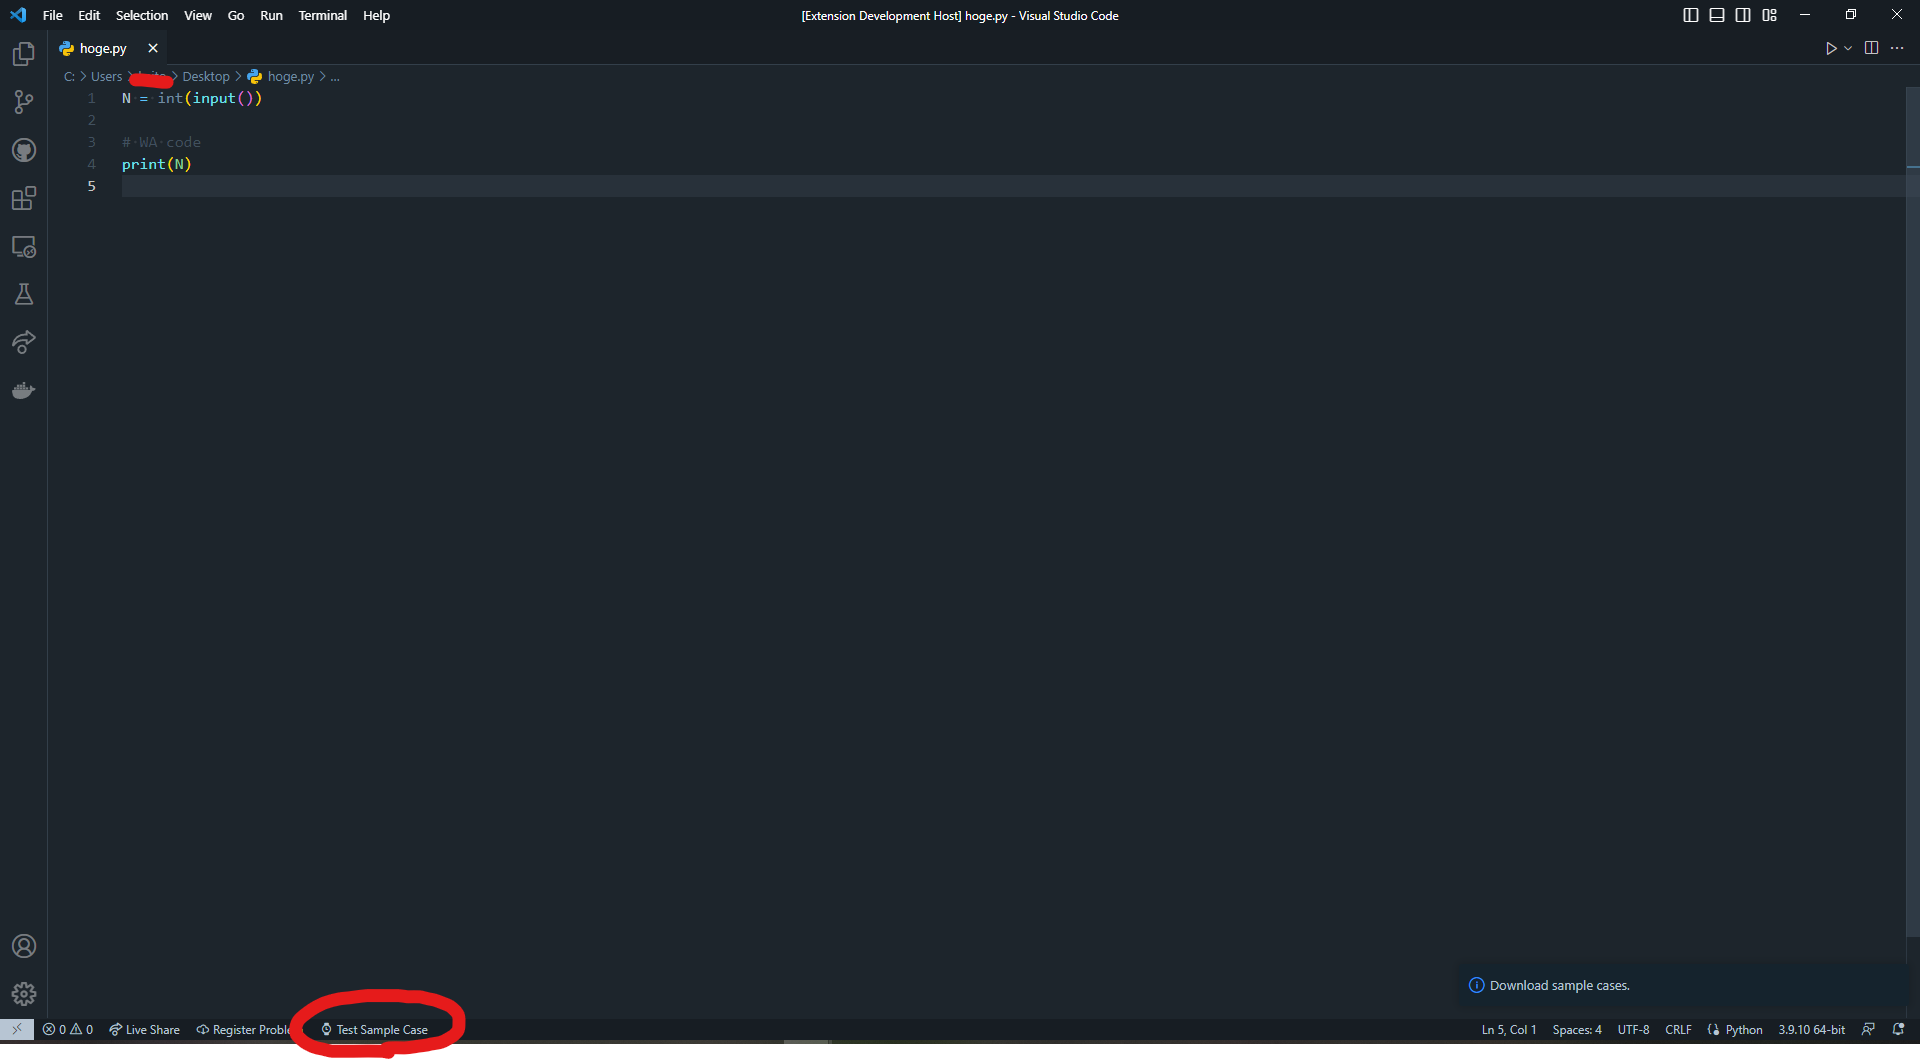 File Edit Selection View Go Run Terminal Help
[Extension Development Host] hoge.py - Visual Studio Code
hoge.py
C: > Users > > Desktop > hoge.py > ...
1 N = int(input())
2
3 # WA code
4 print(N)
5
Download sample cases.
0 0 Live Share Register Proble Test Sample Case
Ln 5, Col 1 Spaces: 4 UTF-8 CRLF Python 3.9.10 64-bit